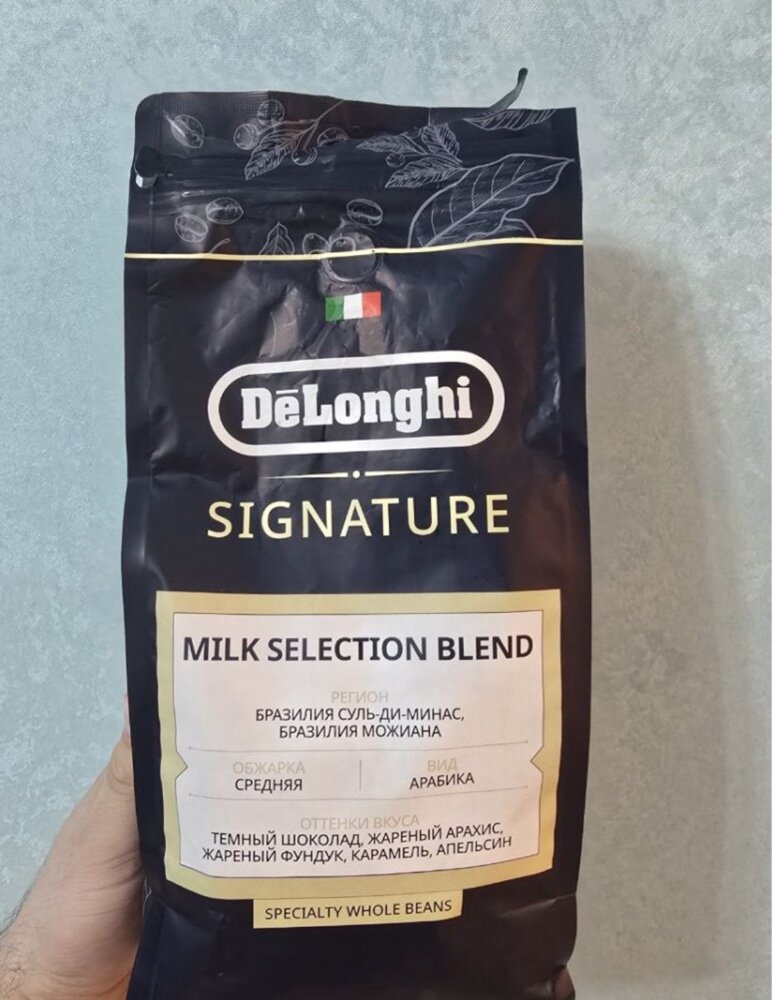 DēLonghi
SIGNATURE
MILK SELECTION BLEND
РЕГИОН
БРАЗИЛИЯ СУЛЬ-ДИ-МИНАС,
БРАЗИЛИЯ МОЖИАНА
ОБЖАРКА
СРЕДНЯЯ
ВИД
АРАБИКА
ОТТЕНКИ ВКУСА
ТЕМНЫЙ ШОКОЛАД, ЖАРЕНЫЙ АРАХИС,
ЖАРЕНЫЙ ФУНДУК, КАРАМЕЛЬ, АПЕЛЬСИН
SPECIALTY WHOLE BEANS